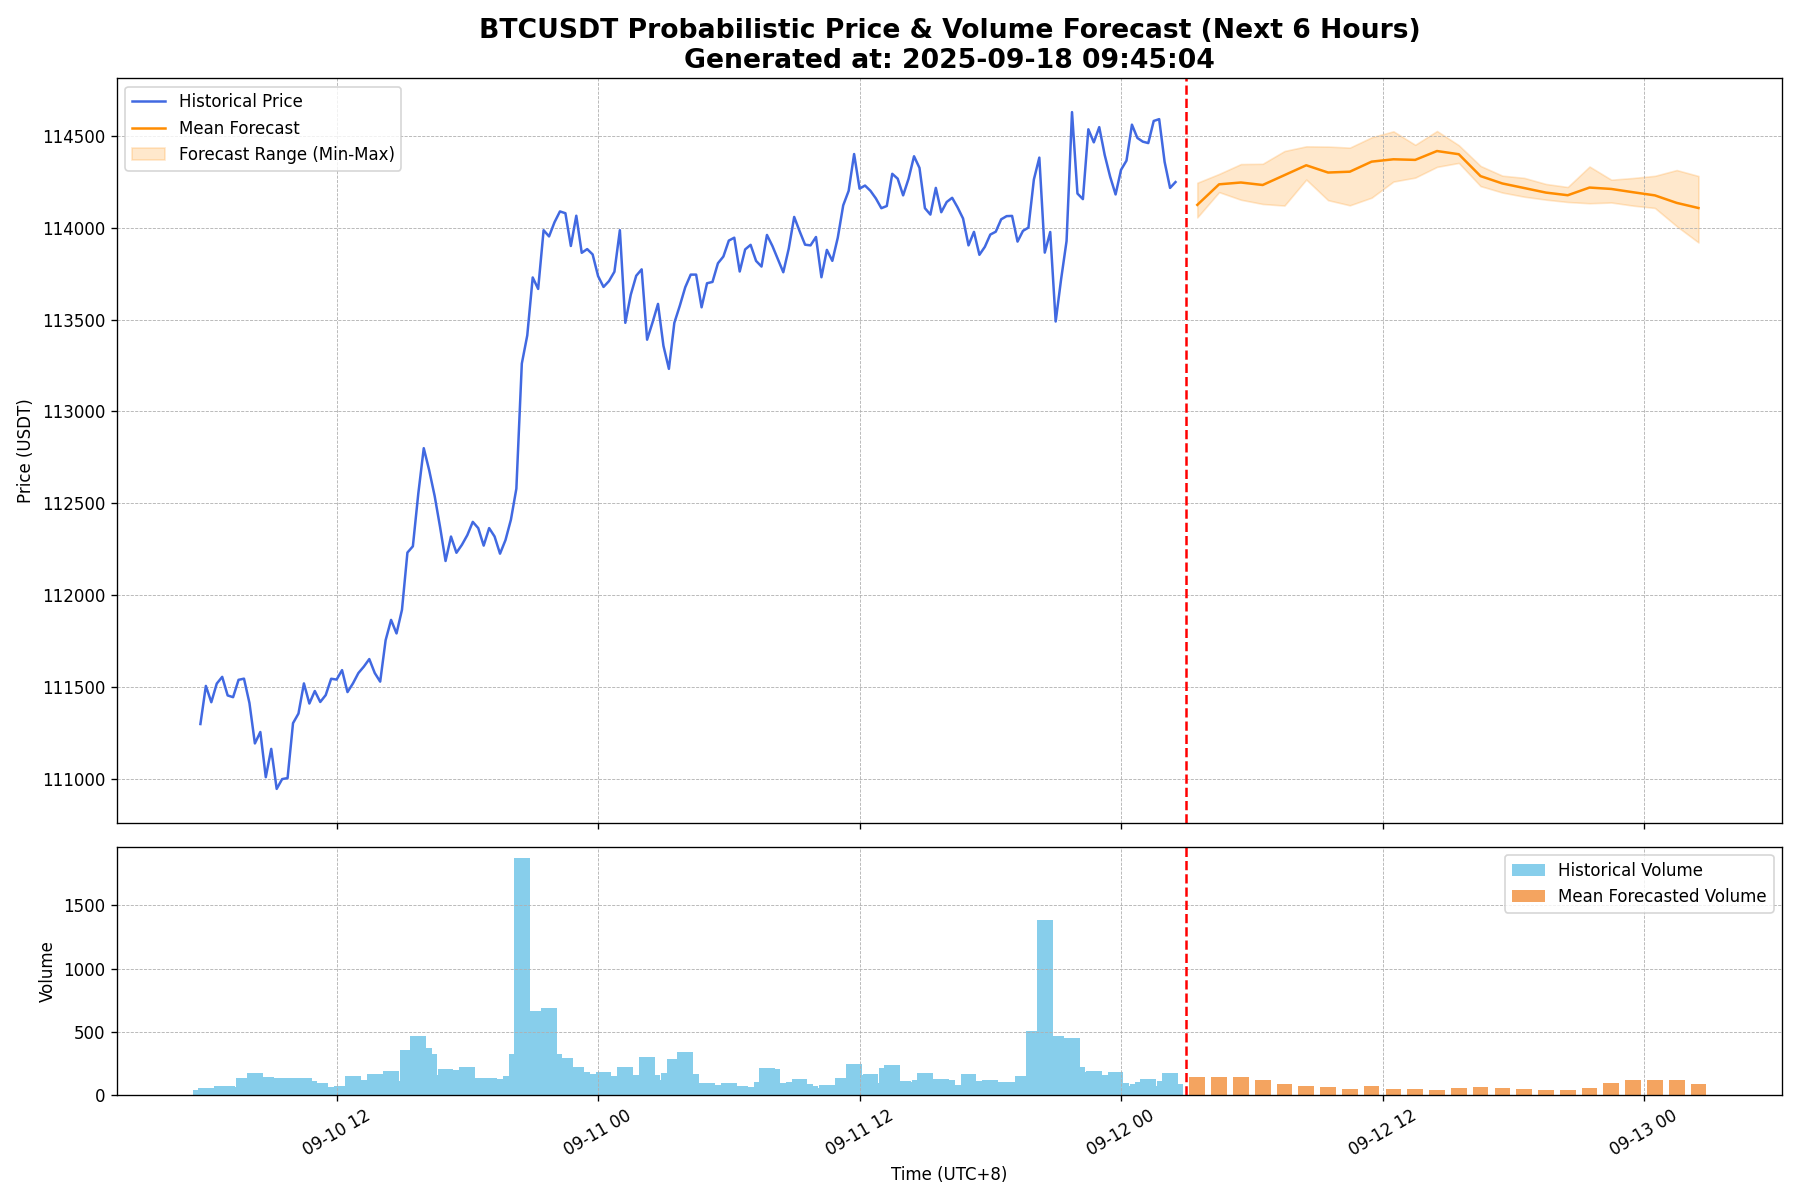 BTCUSDT Probabilistic Price & Volume Forecast (Next 6 Hours)
Generated at: 2025-09-18 09:45:04
Historical Price
Mean Forecast
Forecast Range (Min-Max)
114500
114000
113500
113000
112500
112000
111500
111000
Price (USDT)
Historical Volume
Mean Forecasted Volume
1500
1000
500
0
Volume
09-10 12
09-11 00
09-11 12
09-12 00
09-12 12
09-13 00
Time (UTC+8)